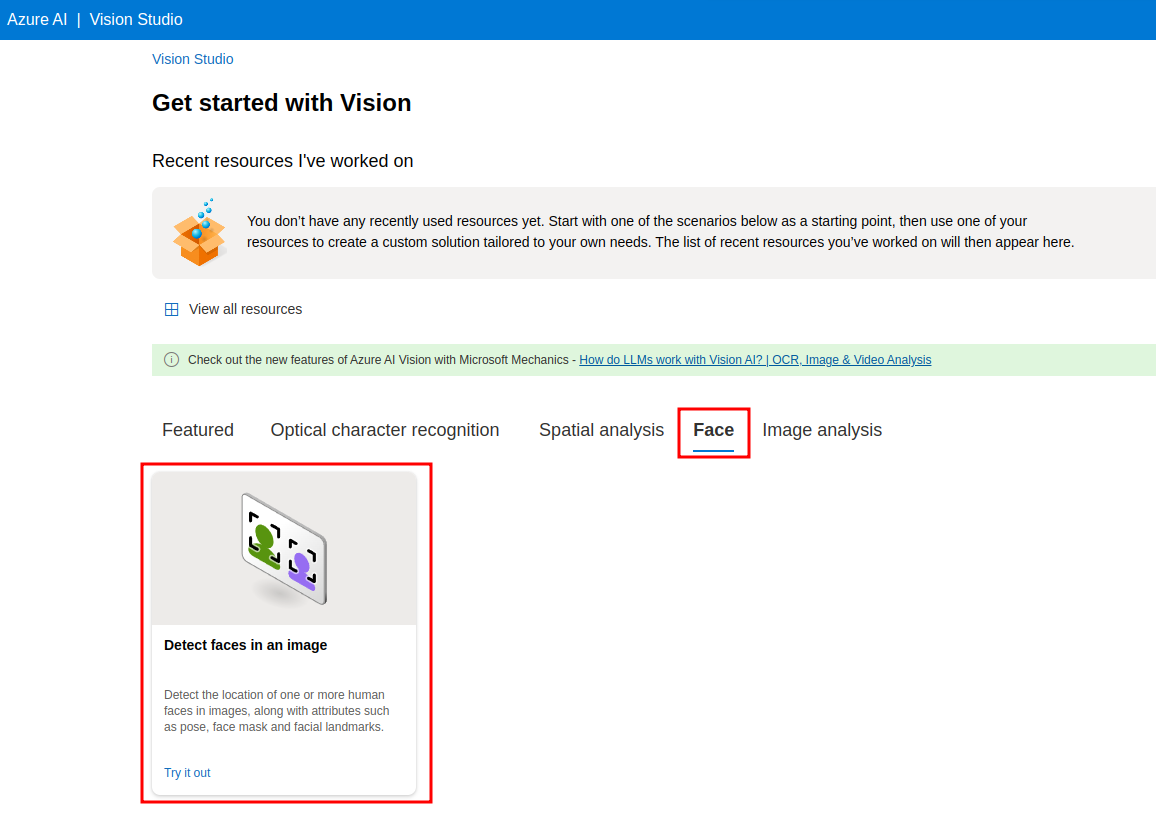 Azure AI | Vision Studio
Vision Studio
Get started with Vision
Recent resources I've worked on
You don’t have any recently used resources yet. Start with one of the scenarios below as a starting point, then use one of your
resources to create a custom solution tailored to your own needs. The list of recent resources you’ve worked on will then appear here.
View all resources
Check out the new features of Azure AI Vision with Microsoft Mechanics - How do LLMs work with Vision AI? | OCR, Image & Video Analysis
Featured Optical character recognition Spatial analysis Face Image analysis
Detect faces in an image
Detect the location of one or more human
faces in images, along with attributes such
as pose, face mask and facial landmarks.
Try it out